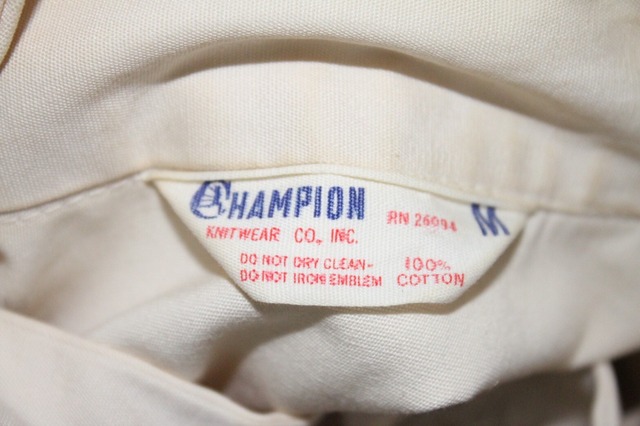 CHAMPION
KNITWEAR CO., INC.
DO NOT DRY CLEAN-
DO NOT IRON EMBLEM
RN 26094
100%
COTTON
M